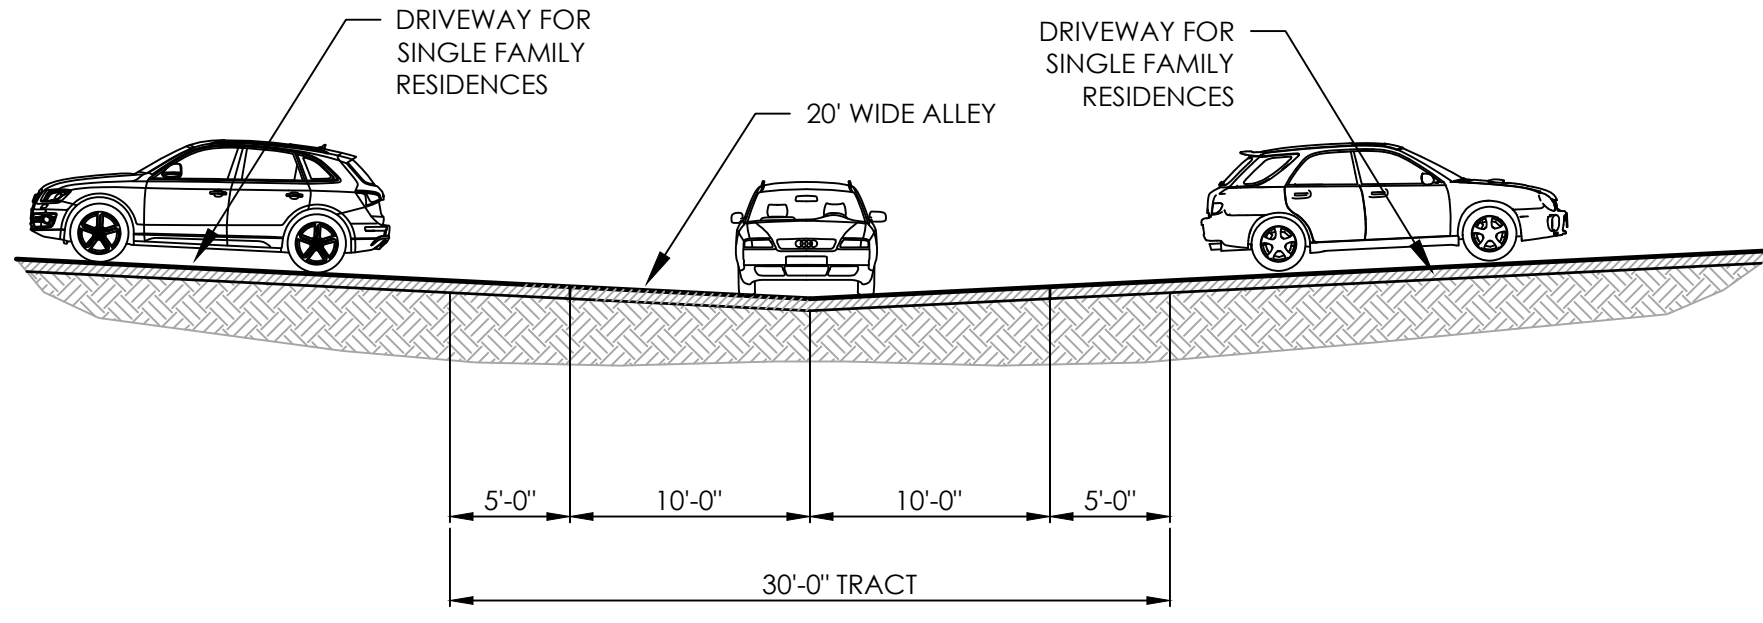 DRIVEWAY FOR
SINGLE FAMILY
RESIDENCES
DRIVEWAY FOR
SINGLE FAMILY
RESIDENCES
20' WIDE ALLEY
5'-0"
10'-0"
10'-0"
5'-0"
30'-0" TRACT